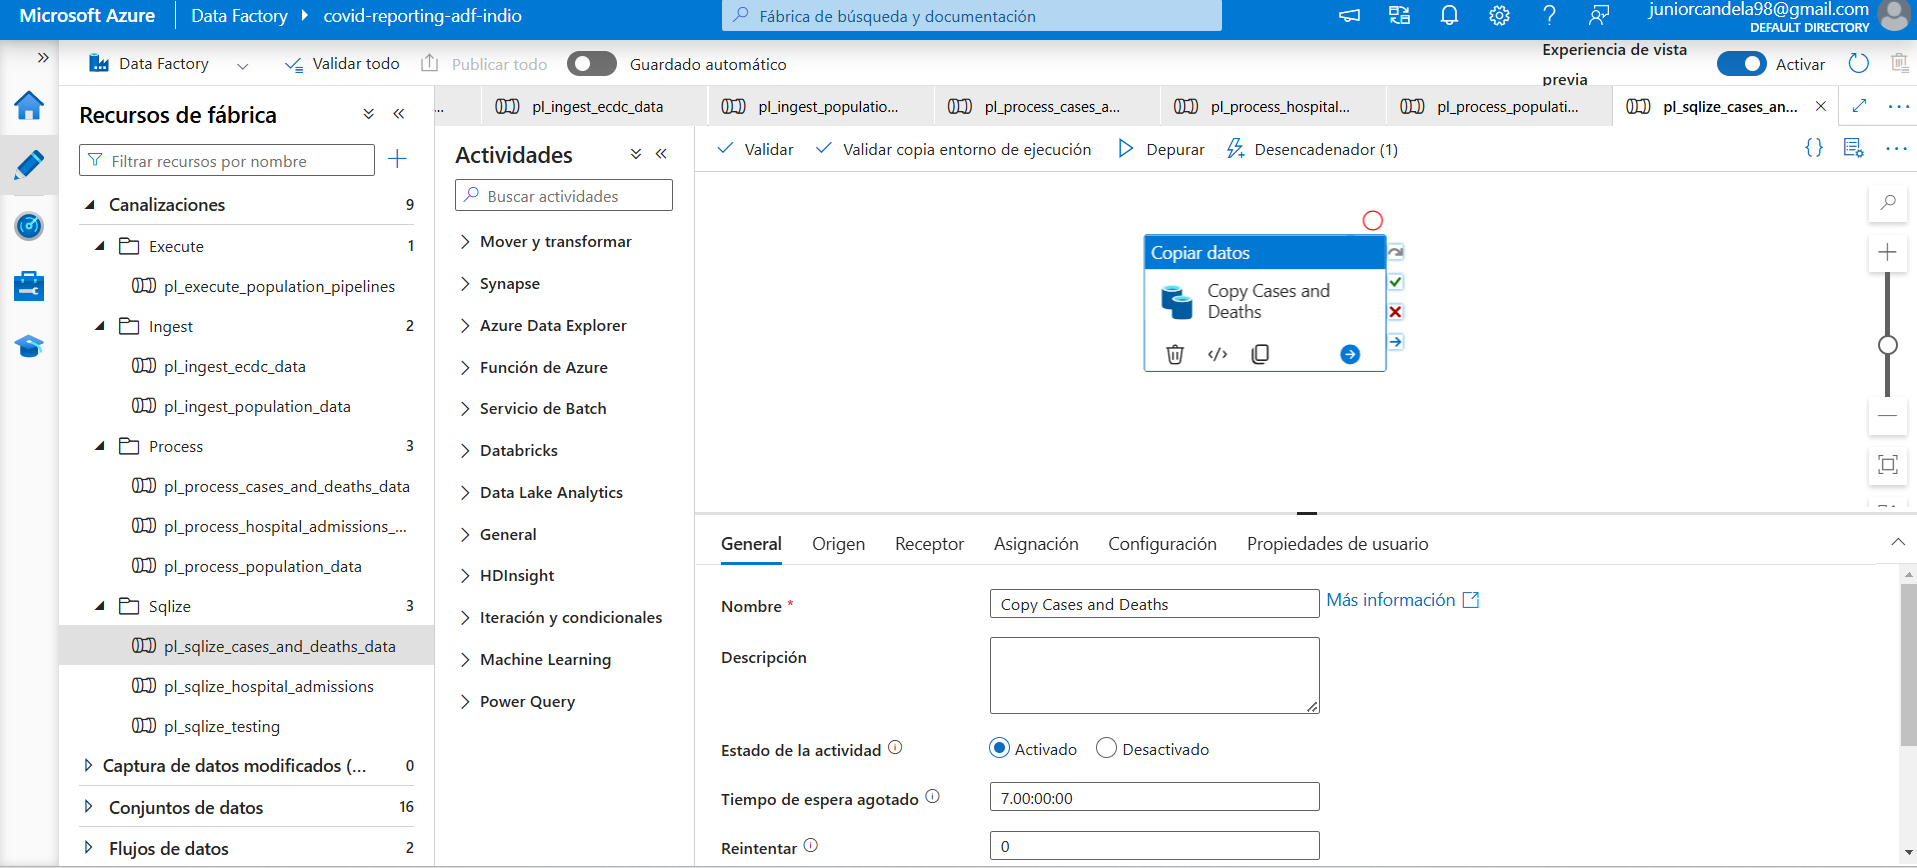 Microsoft Azure
Data Factory
covid-reporting-adf-indio
Fábrica de búsqueda y documentación
juniorcandela98@gmail.com
DEFAULT DIRECTORY
Data Factory
Validar todo
Publicar todo
Guardado automático
Experiencia de vista
previa
Activar
Recursos de fábrica
Filtrar recursos por nombre
Canalizaciones 9
Execute 1
pl_execute_population_pipelines
Ingest 2
pl_ingest_ecdc_data
pl_ingest_population_data
Process 3
pl_process_cases_and_deaths_data
pl_process_hospital_admissions_...
pl_process_population_data
Sqlize 3
pl_sqlize_cases_and_deaths_data
pl_sqlize_hospital_admissions
pl_sqlize_testing
Captura de datos modificados (... 0
Conjuntos de datos 16
Flujos de datos 2
...
pl_ingest_ecdc_data
pl_ingest_populatio...
pl_process_cases_a...
pl_process_hospital...
pl_process_populati...
pl_sqlize_cases_an...
Actividades
Buscar actividades
Mover y transformar
Synapse
Azure Data Explorer
Función de Azure
Servicio de Batch
Databricks
Data Lake Analytics
General
HDInsight
Iteración y condicionales
Machine Learning
Power Query
Validar
Validar copia entorno de ejecución
Depurar
Desencadenador (1)
Copiar datos
Copy Cases and
Deaths
General
Origen
Receptor
Asignación
Configuración
Propiedades de usuario
Nombre *
Copy Cases and Deaths
Más información
Descripción
Estado de la actividad
Activado
Desactivado
Tiempo de espera agotado
7.00:00:00
Reintentar
0